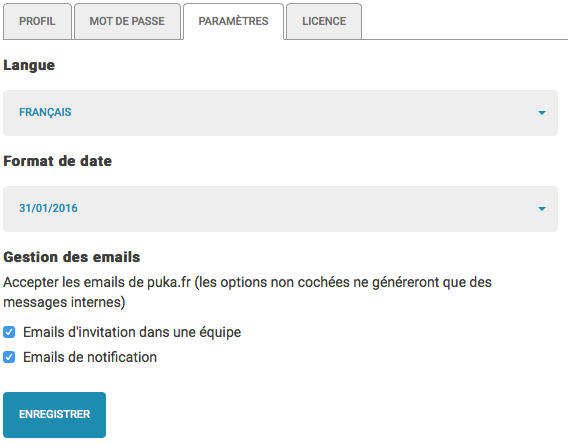 PROFIL
MOT DE PASSE
PARAMÈTRES
LICENCE
Langue
FRANÇAIS
Format de date
31/01/2016
Gestion des emails
Accepter les emails de puka.fr (les options non cochées ne généreront que des
messages internes)
Emails d'invitation dans une équipe
Emails de notification
ENREGISTRER